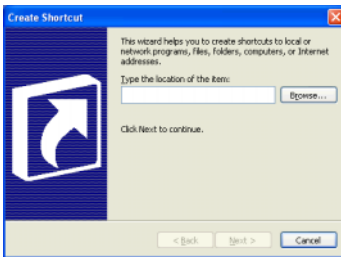 Create Shortcut
This wizard helps you to create shortcuts to local or
network programs, files, folders, computers, or Internet
addresses.
Type the location of the item:
Browse...
Click Next to continue.
< Back
Next >
Cancel